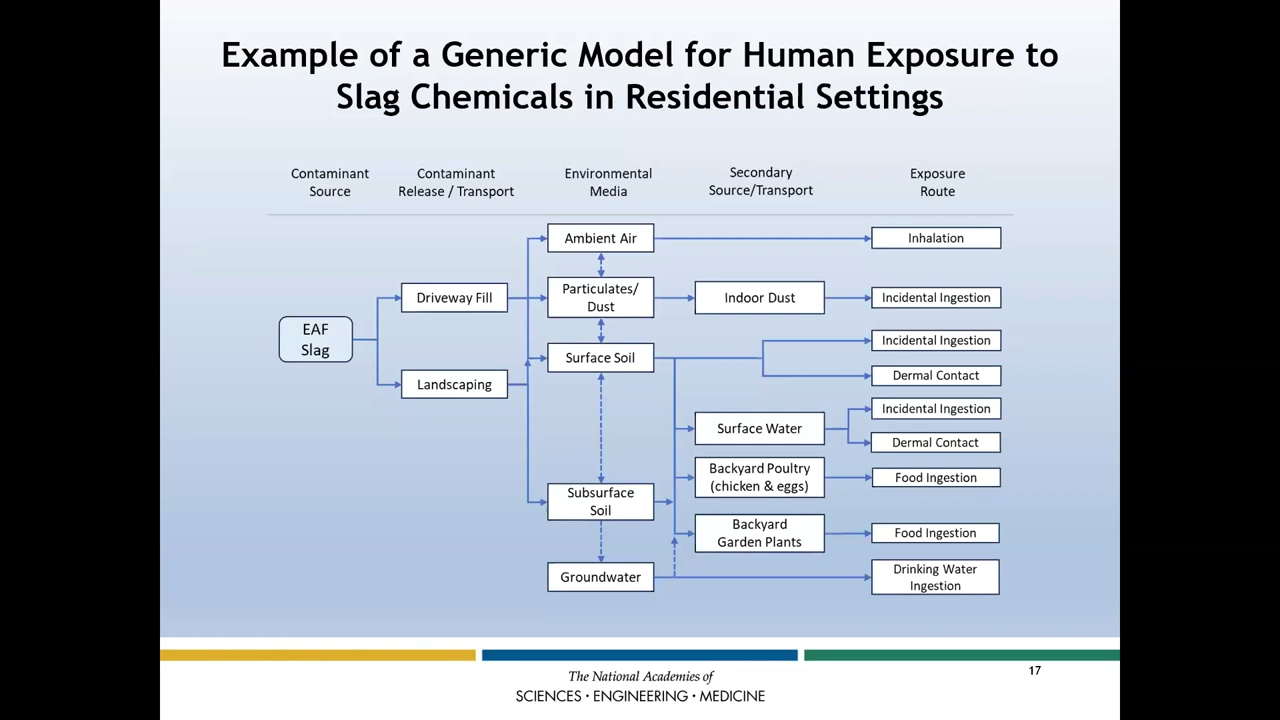 Example of a Generic Model for Human Exposure to
Slag Chemicals in Residential Settings
Contaminant
Source
Contaminant
Release / Transport
Environmental
Media
Secondary
Source/Transport
Exposure
Route
EAF
Slag
Driveway Fill
Landscaping
Ambient Air
Particulates/
Dust
Surface Soil
Subsurface
Soil
Groundwater
Indoor Dust
Surface Water
Backyard Poultry
(chicken & eggs)
Backyard
Garden Plants
Inhalation
Incidental Ingestion
Incidental Ingestion
Dermal Contact
Incidental Ingestion
Dermal Contact
Food Ingestion
Food Ingestion
Drinking Water
Ingestion
17
The National Academies of
SCIENCES · ENGINEERING · MEDICINE